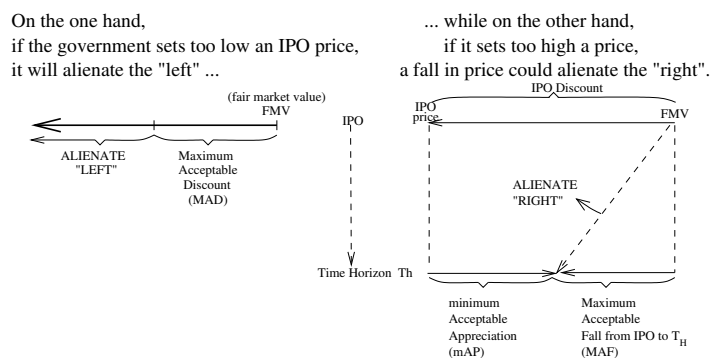 On the one hand,
if the government sets too low an IPO price,
it will alienate the "left" ...
... while on the other hand,
if it sets too high a price,
a fall in price could alienate the "right".
(fair market value)
FMV
ALIENATE
"LEFT"
Maximum
Acceptable
Discount
(MAD)
IPO
Time Horizon Th
IPO Discount
IPO
price
FMV
ALIENATE
"RIGHT"
minimum
Acceptable
Appreciation
(mAP)
Maximum
Acceptable
Fall from IPO to T_H
(MAF)